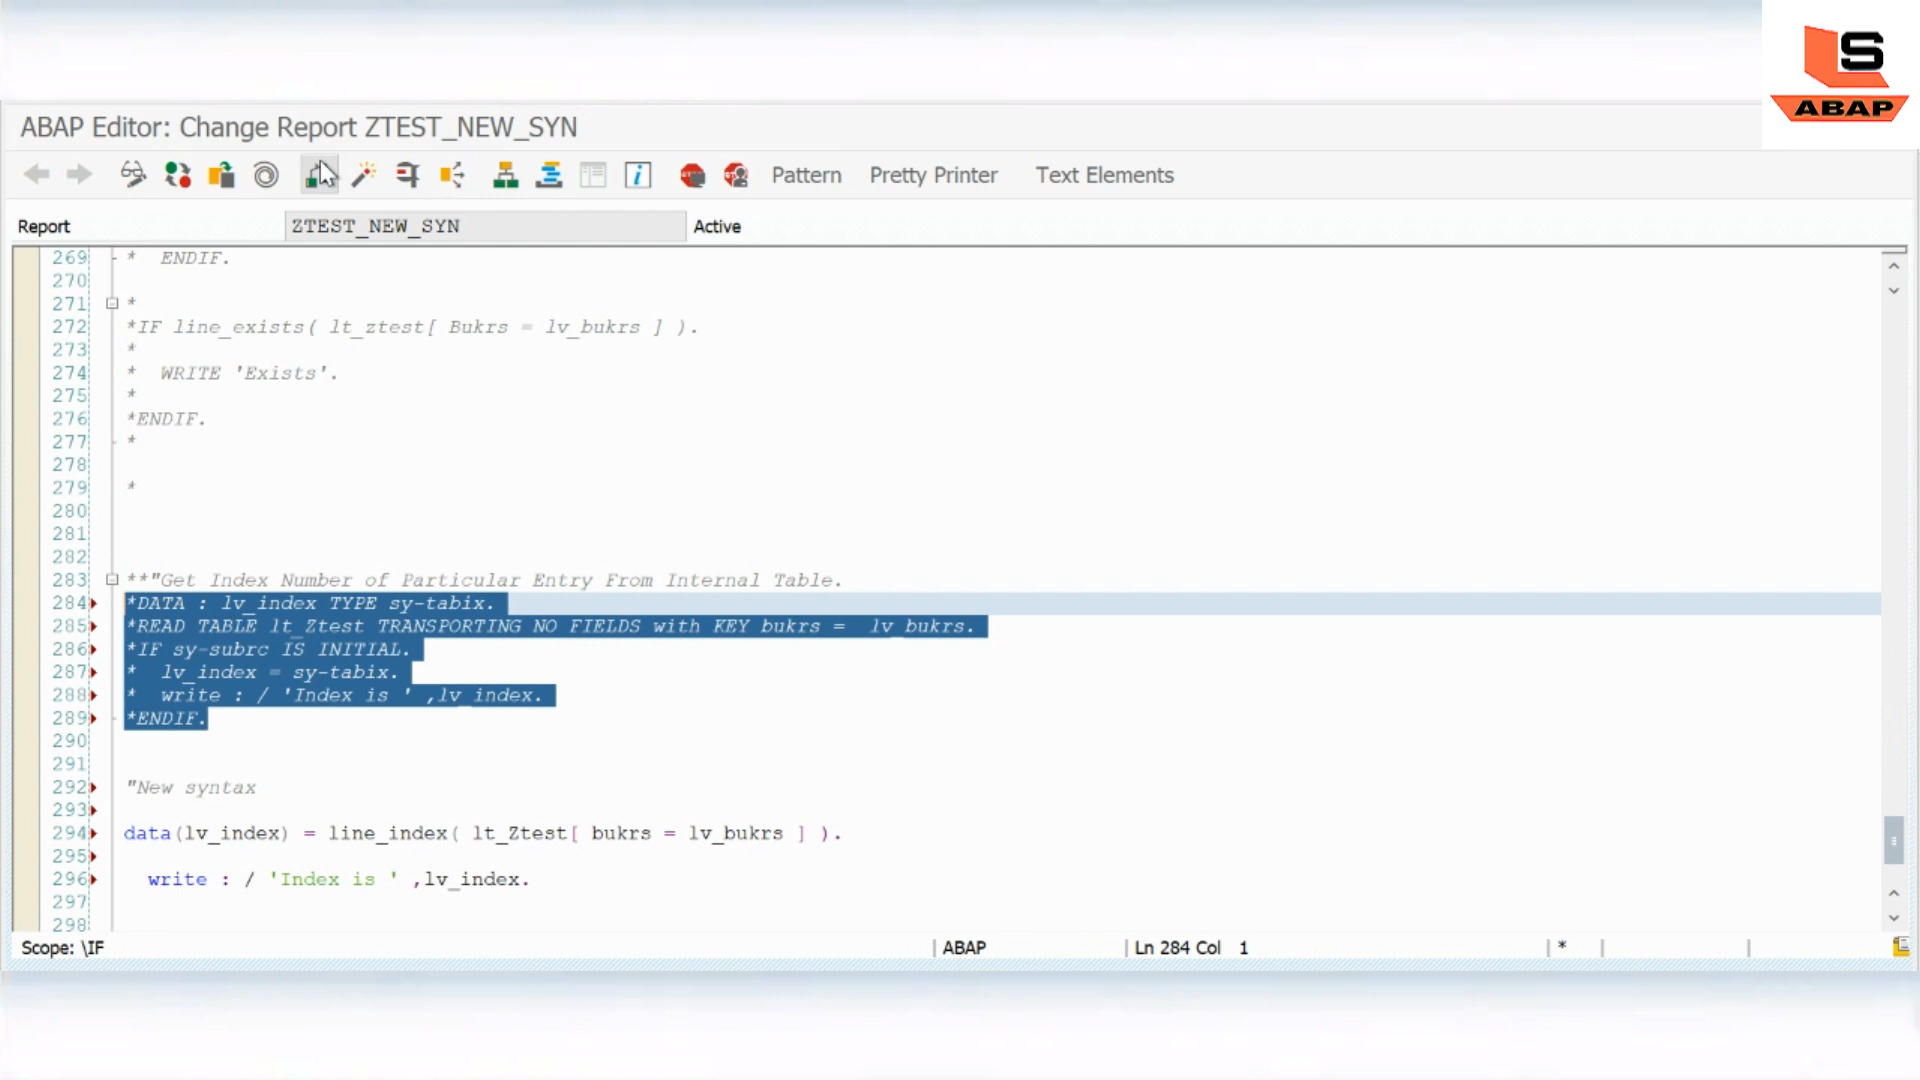 S
ABAP
ABAP Editor: Change Report ZTEST_NEW_SYN
Pattern Pretty Printer Text Elements
Report ZTEST_NEW_SYN Active
269 * ENDIF.
270
271 *
272 *IF line_exists( lt_ztest[ Bukrs = lv_bukrs ] ).
273 *
274 * WRITE 'Exists'.
275 *
276 *ENDIF.
277 *
278
279 *
280
281
282
283 **"Get Index Number of Particular Entry From Internal Table.
284 *DATA : lv_index TYPE sy-tabix.
285 *READ TABLE lt_Ztest TRANSPORTING NO FIELDS with KEY bukrs = lv_bukrs.
286 *IF sy-subrc IS INITIAL.
287 * lv_index = sy-tabix.
288 * write : / 'Index is ' ,lv_index.
289 *ENDIF.
290
291
292 "New syntax
293
294 data(lv_index) = line_index( lt_Ztest[ bukrs = lv_bukrs ] ).
295
296 write : / 'Index is ' ,lv_index.
297
298
Scope: \IF ABAP Ln 284 Col 1 *